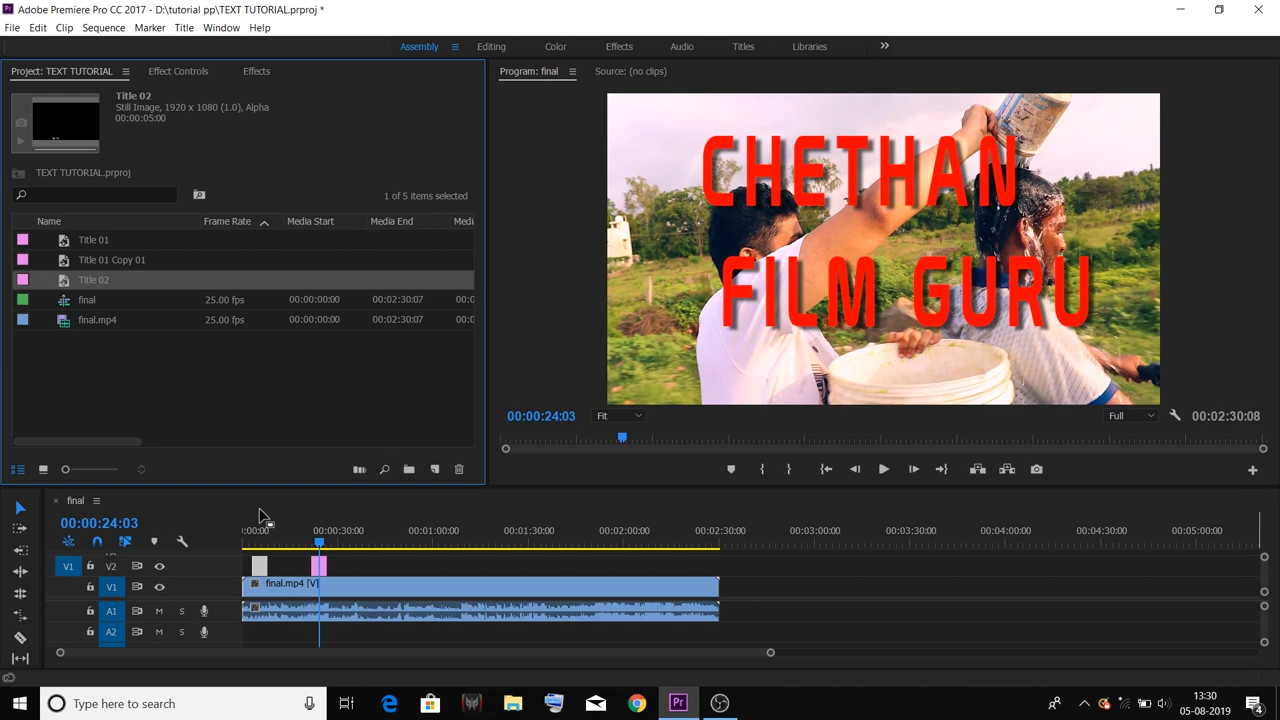 Adobe Premiere Pro CC 2017 - D:\tutorial pp\TEXT TUTORIAL.prproj *
File Edit Clip Sequence Marker Title Window Help
Assembly Editing Color Effects Audio Titles Libraries
Project: TEXT TUTORIAL Effect Controls Effects
Program: final Source: (no clips)
Title 02
Still Image, 1920 x 1080 (1.0), Alpha
00:00:05:00
TEXT TUTORIAL.prproj
1 of 5 items selected
Name Frame Rate Media Start Media End Media
Title 01
Title 01 Copy 01
Title 02
final 25.00 fps 00:00:00:00 00:02:30:07 00:0
final.mp4 25.00 fps 00:00:00:00 00:02:30:07 00:0
CHETHAN
FILM GURU
00:00:24:03 Fit Full 00:02:30:08
final
00:00:24:03
:00:00 00:00:30:00 00:01:00:00 00:01:30:00 00:02:00:00 00:02:30:00 00:03:00:00 00:03:30:00 00:04:00:00 00:04:30:00 00:05:00:00
V1 V2
V1 final.mp4 [V]
A1 M S
A2 M S
Type here to search
Pr
13:30
05-08-2019
4